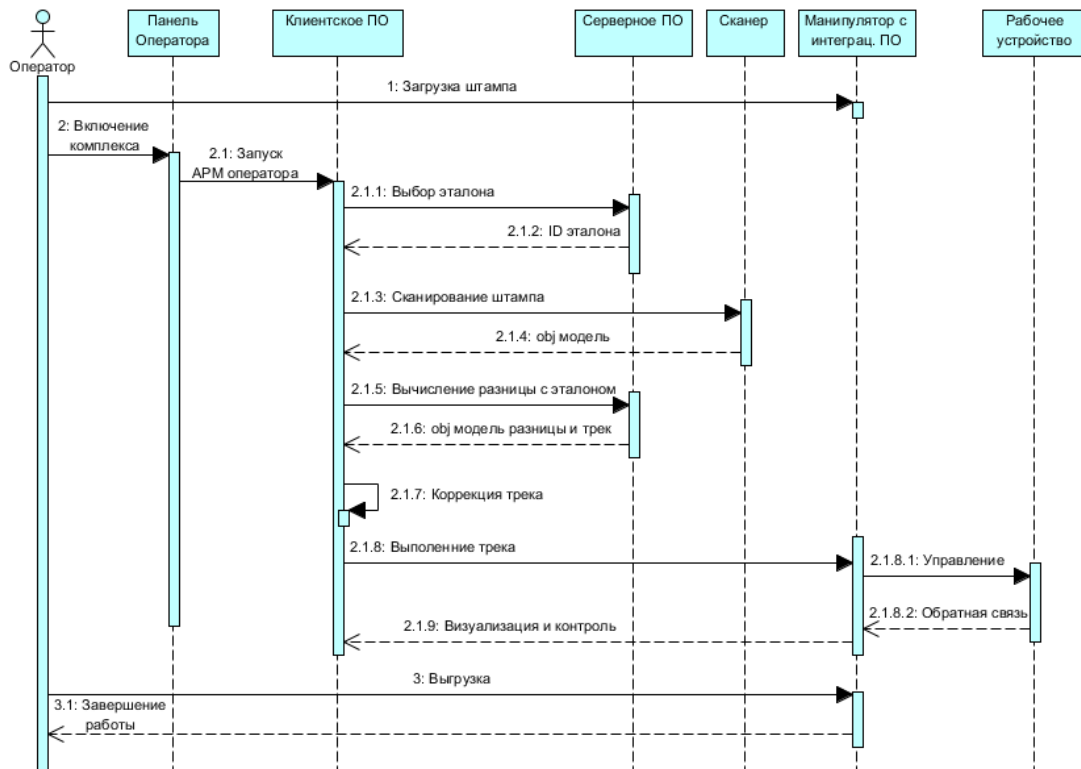 Панель
Оператора
Клиентское ПО
Серверное ПО
Сканер
Манипулятор с
интеграц. ПО
Рабочее
устройство
Оператор
1: Загрузка штампа
2: Включение
комплекса
2.1: Запуск
АРМ оператора
2.1.1: Выбор эталона
2.1.2: ID эталона
2.1.3: Сканирование штампа
2.1.4: obj модель
2.1.5: Вычисление разницы с эталоном
2.1.6: obj модель разницы и трек
2.1.7: Коррекция трека
2.1.8: Выполенние трека
2.1.8.1: Управление
2.1.8.2: Обратная связь
2.1.9: Визуализация и контроль
3: Выгрузка
3.1: Завершение
работы